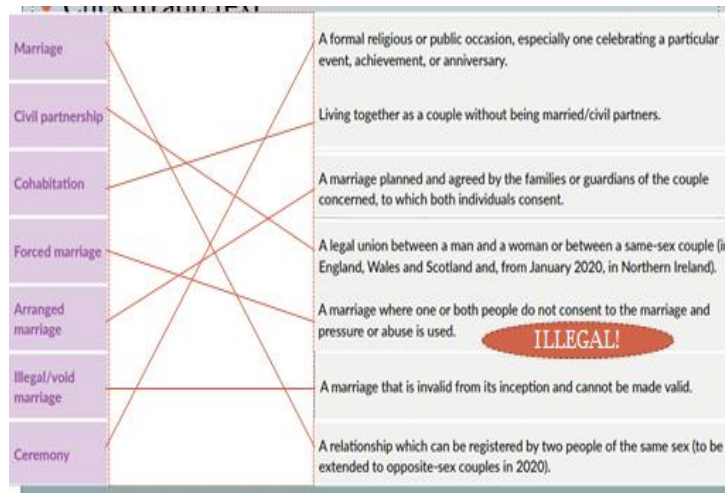 Marriage
A formal religious or public occasion, especially one celebrating a particular
event, achievement, or anniversary.
Civil partnership
Living together as a couple without being married/civil partners.
Cohabitation
A marriage planned and agreed by the families or guardians of the couple
concerned, to which both individuals consent.
Forced marriage
A legal union between a man and a woman or between a same-sex couple (i
England, Wales and Scotland and, from January 2020, in Northern Ireland).
Arranged
marriage
A marriage where one or both people do not consent to the marriage and
pressure or abuse is used.
ILLEGAL!
Illegal/void
marriage
A marriage that is invalid from its inception and cannot be made valid.
Ceremony
A relationship which can be registered by two people of the same sex (to be
extended to opposite-sex couples in 2020).